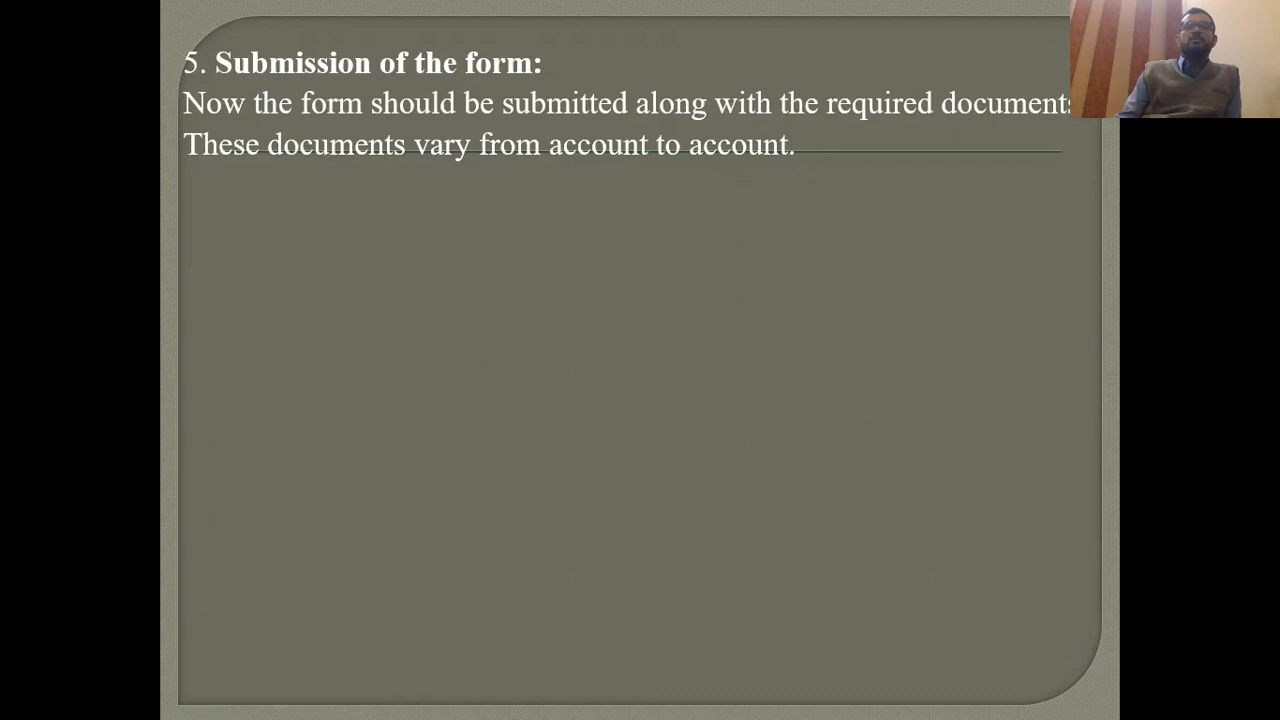 5. Submission of the form:
Now the form should be submitted along with the required documents
These documents vary from account to account.